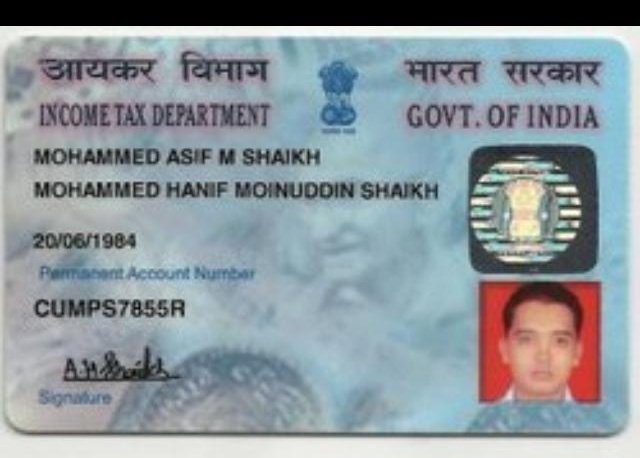 आयकर विभाग
भारत सरकार
INCOME TAX DEPARTMENT
GOVT. OF INDIA
MOHAMMED ASIF M SHAIKH
MOHAMMED HANIF MOINUDDIN SHAIKH
20/06/1984
Permanent Account Number
CUMPS7855R
A.M Shaikh
Signature